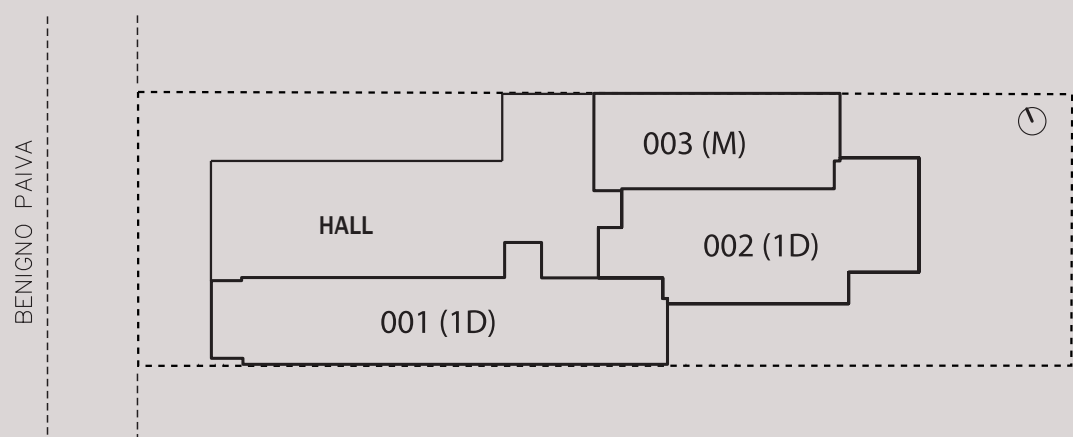 BENIGNO PAIVA
003 (M)
HALL
002 (1D)
001 (1D)